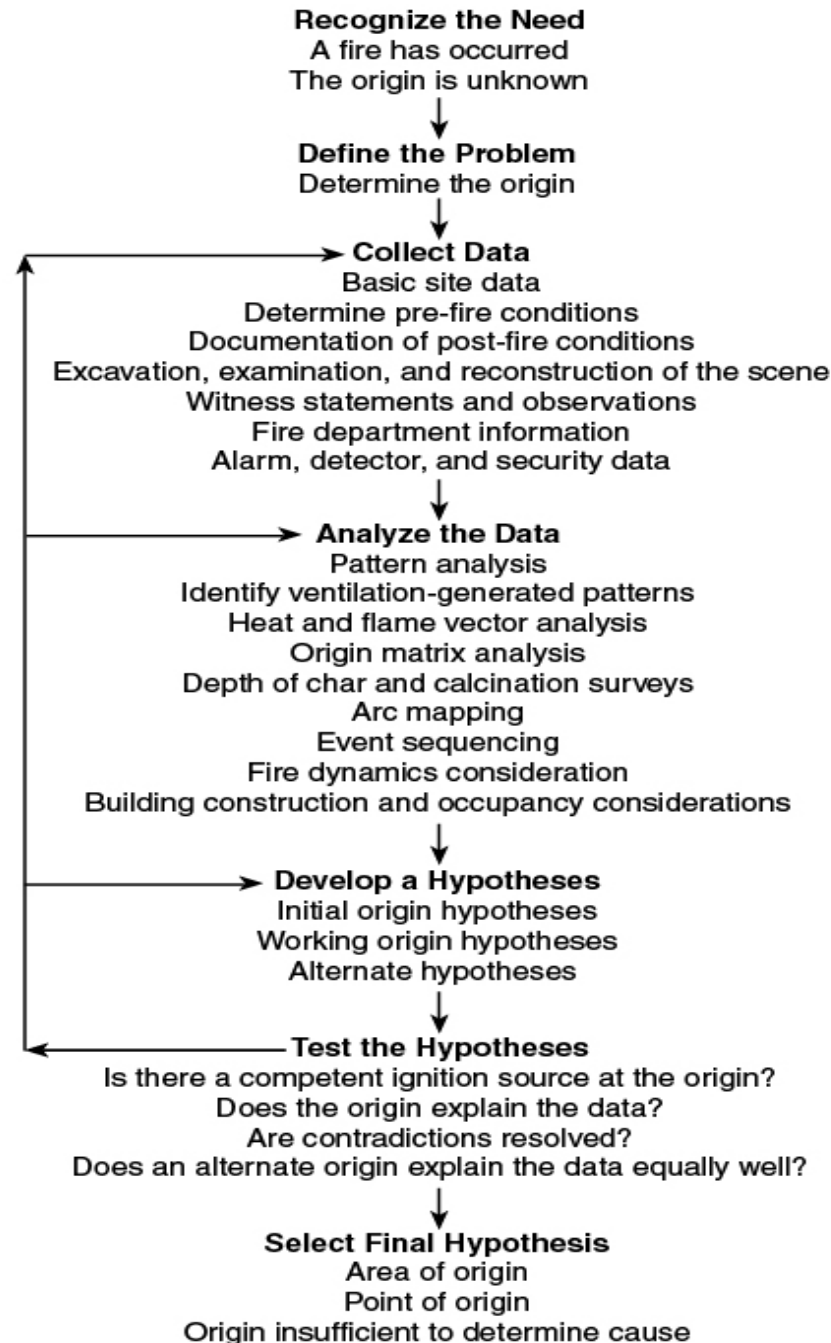 Recognize the Need
A fire has occurred
The origin is unknown
Define the Problem
Determine the origin
Collect Data
Basic site data
Determine pre-fire conditions
Documentation of post-fire conditions
Excavation, examination, and reconstruction of the scene
Witness statements and observations
Fire department information
Alarm, detector, and security data
Analyze the Data
Pattern analysis
Identify ventilation-generated patterns
Heat and flame vector analysis
Origin matrix analysis
Depth of char and calcination surveys
Arc mapping
Event sequencing
Fire dynamics consideration
Building construction and occupancy considerations
Develop a Hypotheses
Initial origin hypotheses
Working origin hypotheses
Alternate hypotheses
Test the Hypotheses
Is there a competent ignition source at the origin?
Does the origin explain the data?
Are contradictions resolved?
Does an alternate origin explain the data equally well?
Select Final Hypothesis
Area of origin
Point of origin
Origin insufficient to determine cause